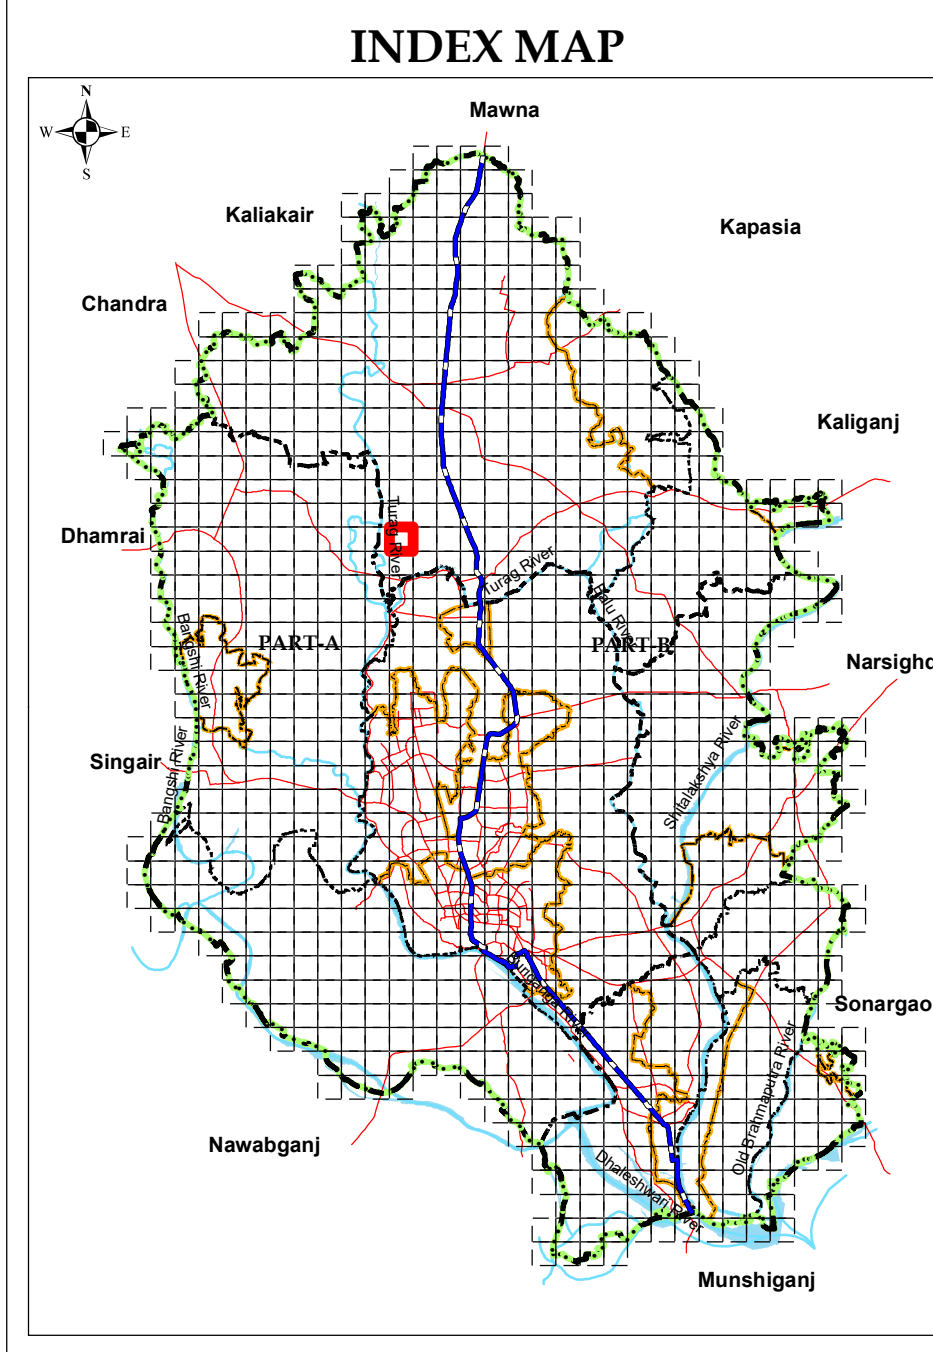 INDEX MAP
N
W E
S
Mawna
Kaliakair
Kapasia
Chandra
Kaliganj
Dhamrai
Turag River
Turag River
Balu River
Bangshi River
PART-A
PART-B
Narsighd
Singair
Bangshi River
Shitalakshya River
Buriganga River
Sonargao
Old Brahmaputra River
Nawabganj
Dhaleshwari River
Munshiganj